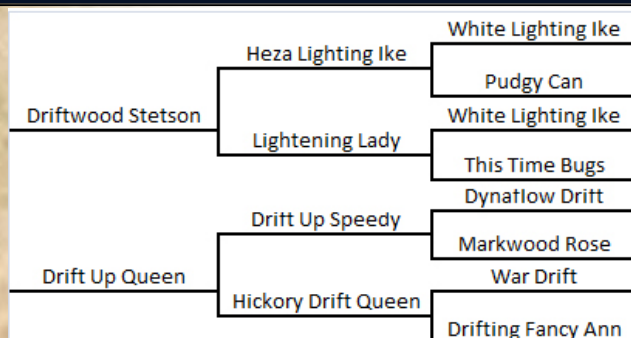 White Lighting Ike
Heza Lighting Ike
Pudgy Can
Driftwood Stetson
White Lighting Ike
Lightening Lady
This Time Bugs
Dynaflow Drift
Drift Up Speedy
Markwood Rose
Drift Up Queen
War Drift
Hickory Drift Queen
Drifting Fancy Ann